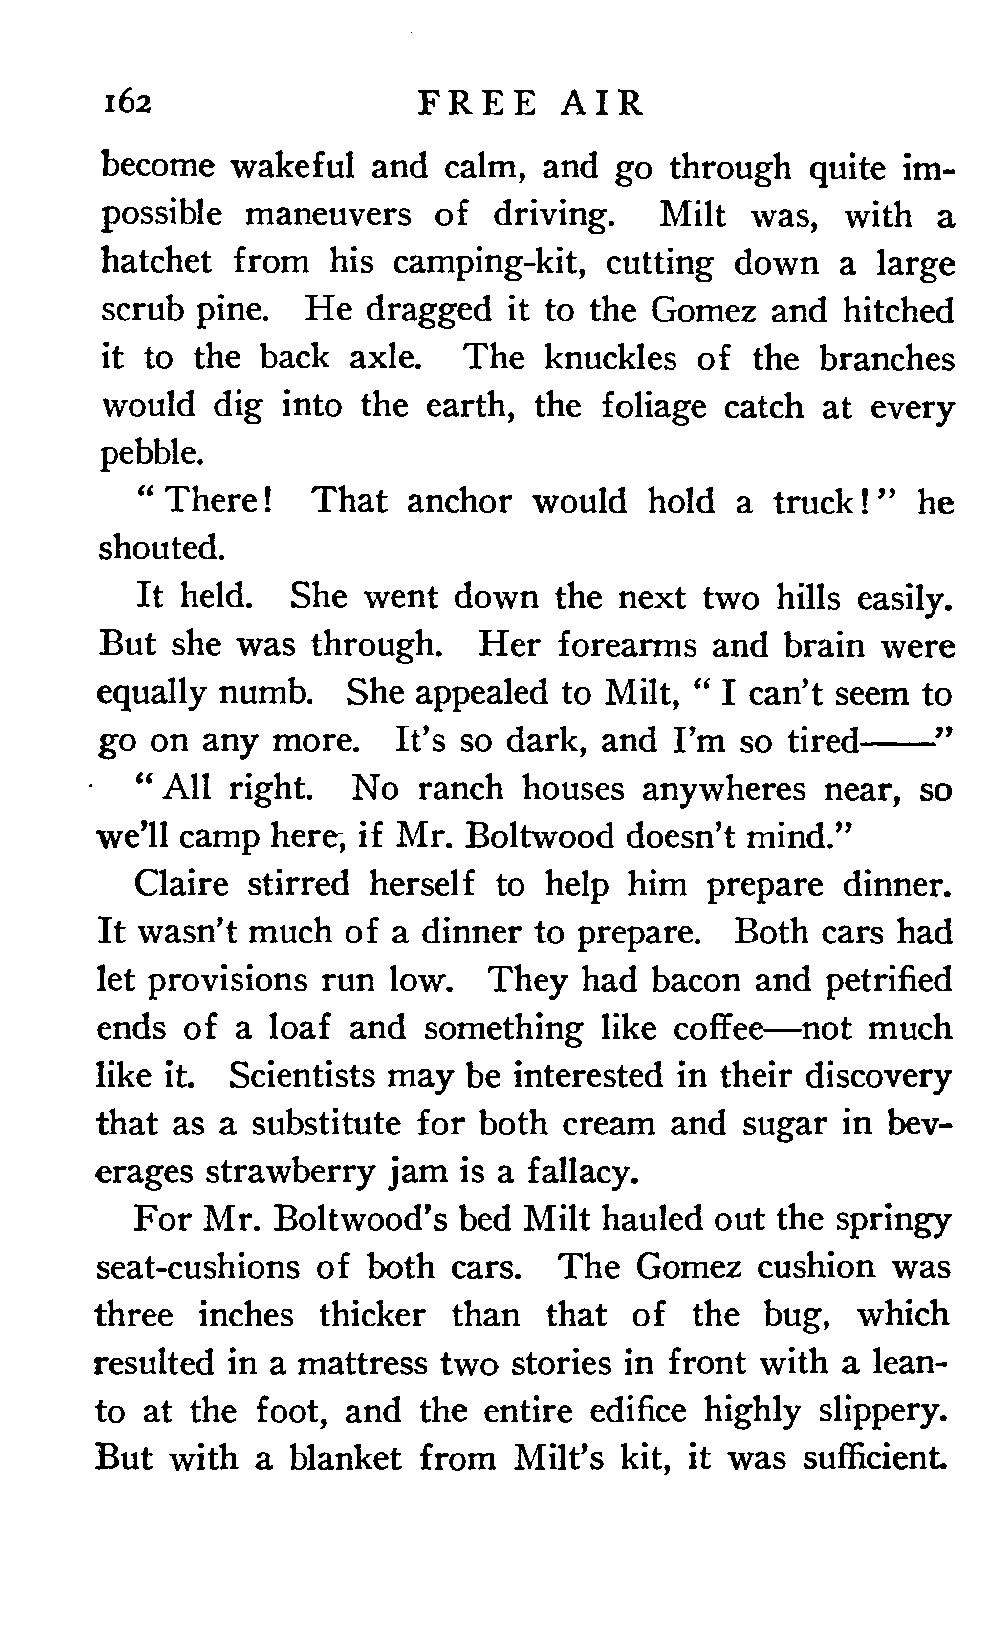 162 FREE AIR
become wakeful and calm, and go through quite im-
possible maneuvers of driving. Milt was, with a
hatchet from his camping-kit, cutting down a large
scrub pine. He dragged it to the Gomez and hitched
it to the back axle. The knuckles of the branches
would dig into the earth, the foliage catch at every
pebble.
“ There! That anchor would hold a truck!” he
shouted.
It held. She went down the next two hills easily.
But she was through. Her forearms and brain were
equally numb. She appealed to Milt, “ I can't seem to
go on any more. It's so dark, and I'm so tired——”
“ All right. No ranch houses anywheres near, so
we'll camp here, if Mr. Boltwood doesn't mind.”
Claire stirred herself to help him prepare dinner.
It wasn't much of a dinner to prepare. Both cars had
let provisions run low. They had bacon and petrified
ends of a loaf and something like coffee—not much
like it. Scientists may be interested in their discovery
that as a substitute for both cream and sugar in bev-
erages strawberry jam is a fallacy.
For Mr. Boltwood's bed Milt hauled out the springy
seat-cushions of both cars. The Gomez cushion was
three inches thicker than that of the bug, which
resulted in a mattress two stories in front with a lean-
to at the foot, and the entire edifice highly slippery.
But with a blanket from Milt's kit, it was sufficient.